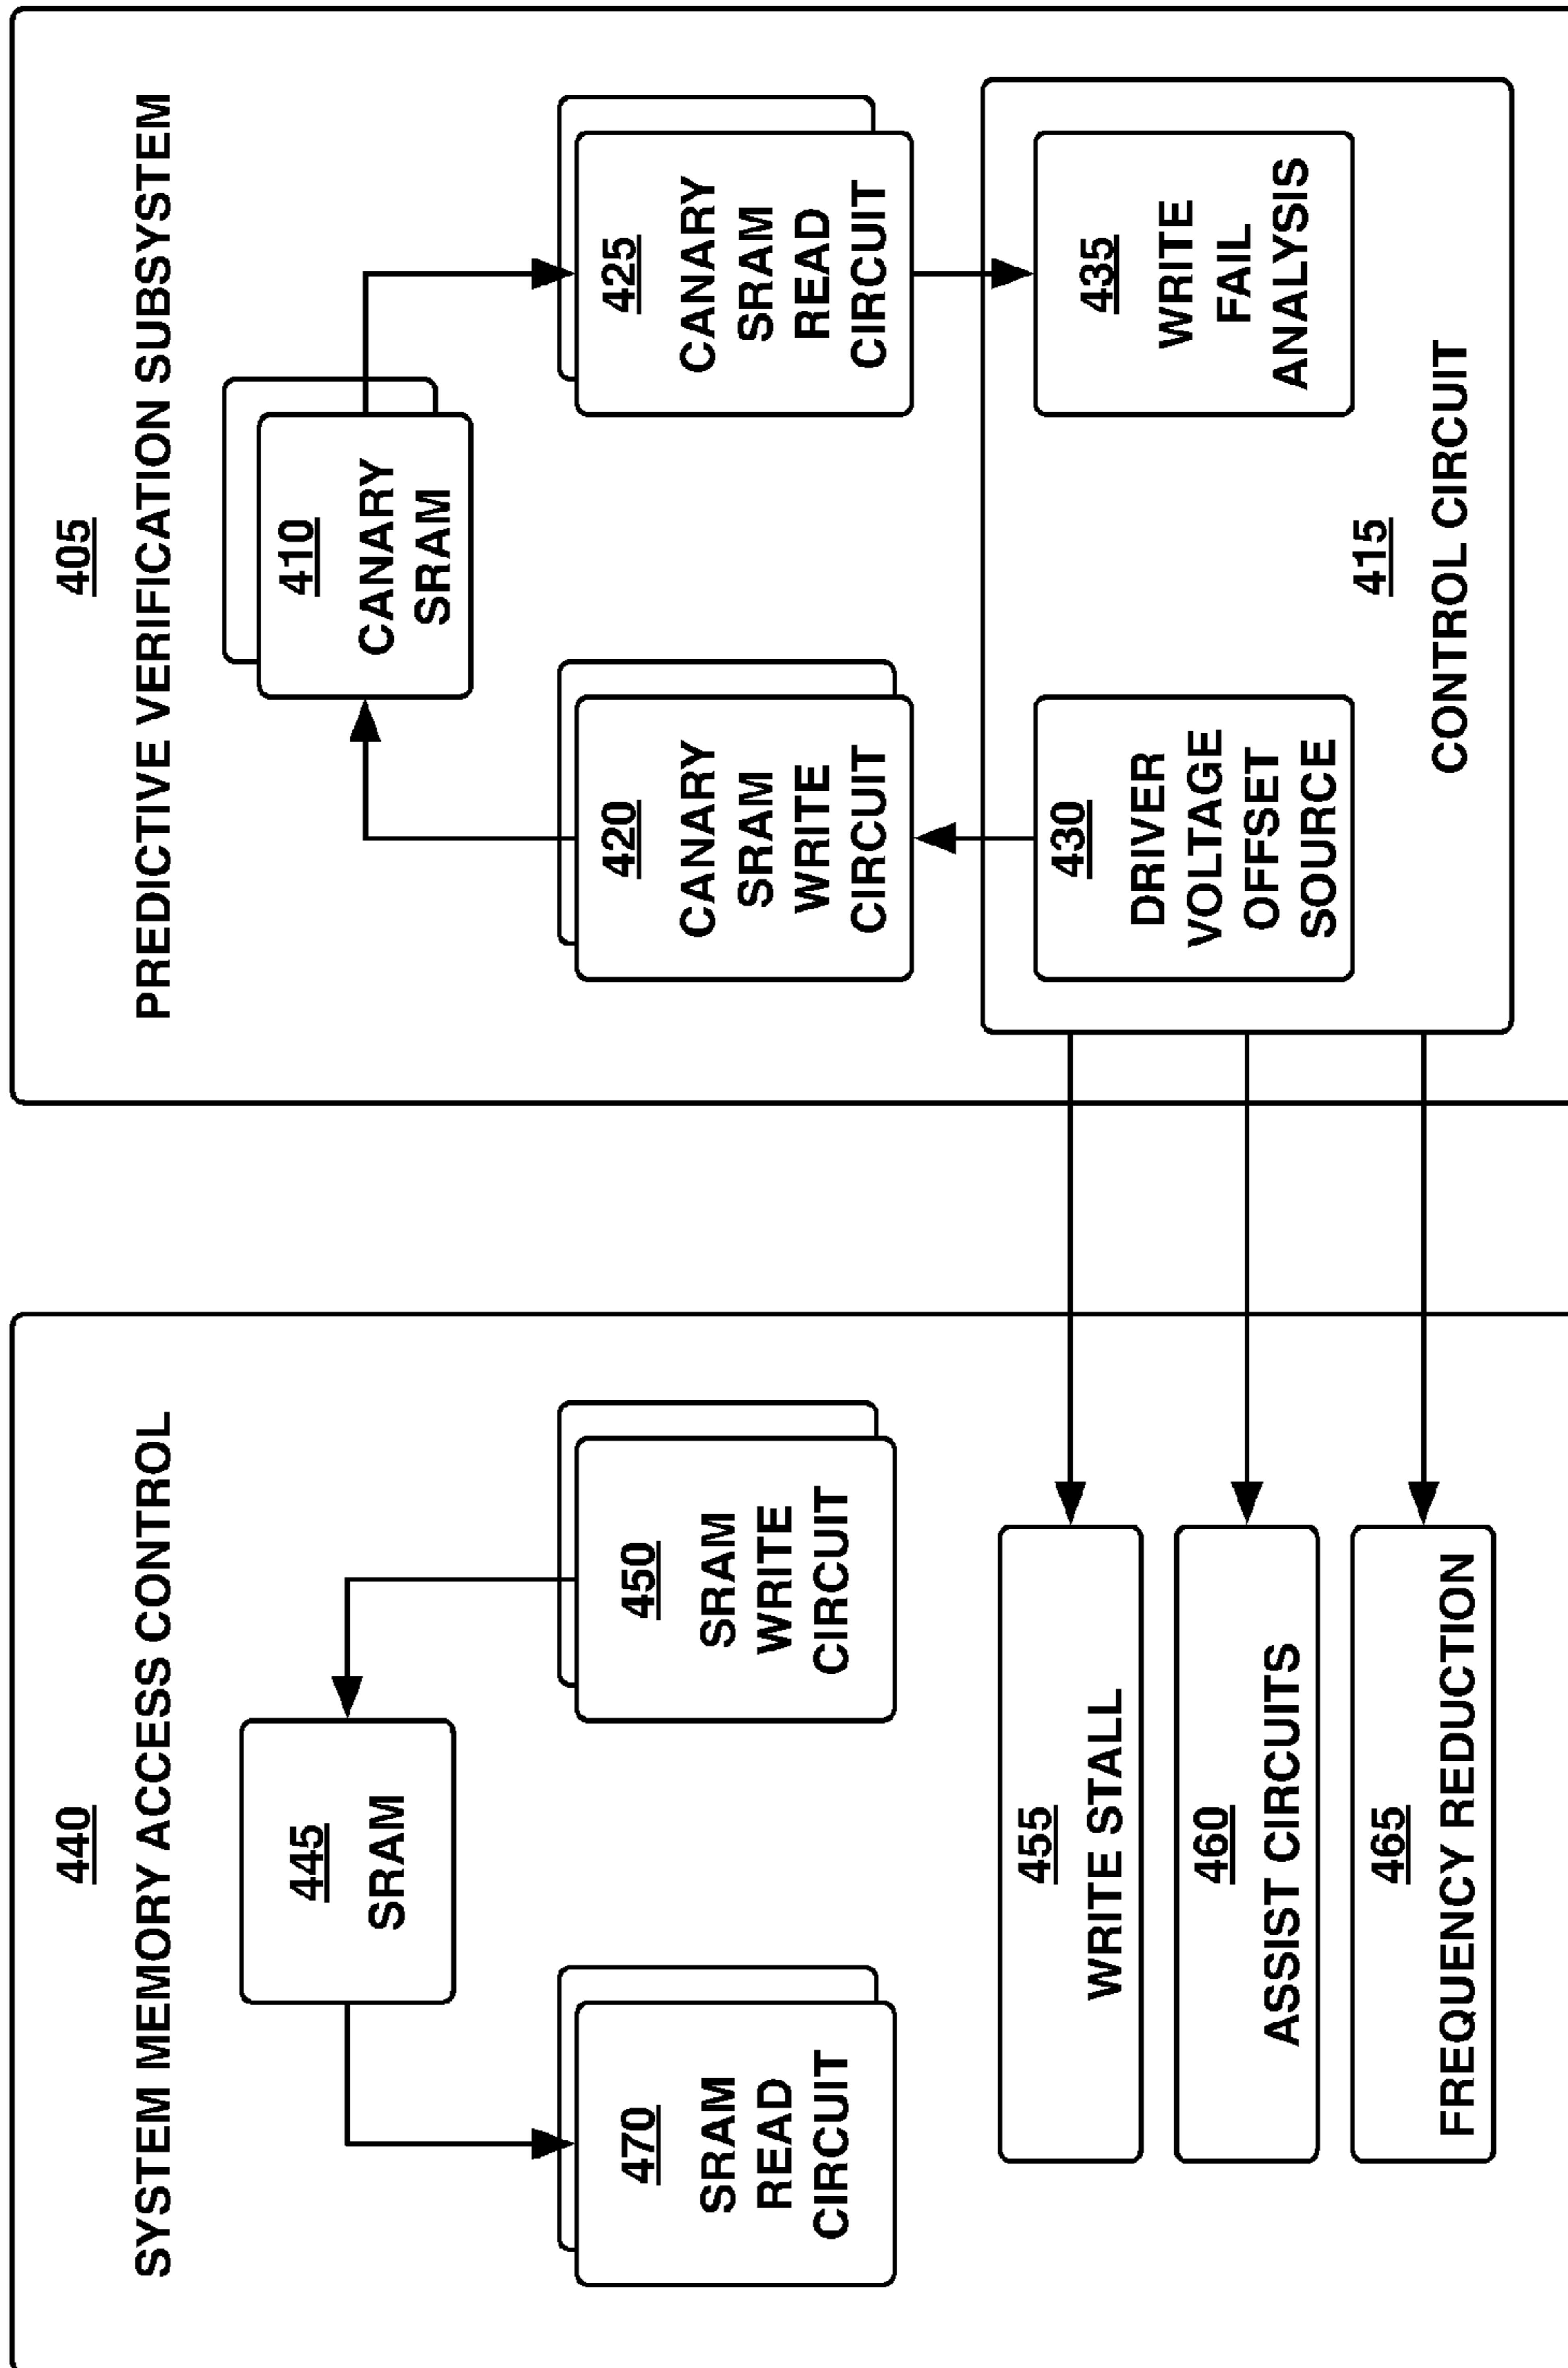 440
SYSTEM MEMORY ACCESS CONTROL
445
SRAM
470
SRAM
READ
CIRCUIT
450
SRAM
WRITE
CIRCUIT
455
WRITE STALL
460
ASSIST CIRCUITS
465
FREQUENCY REDUCTION
405
PREDICTIVE VERIFICATION SUBSYSTEM
410
CANARY
SRAM
420
CANARY
SRAM
WRITE
CIRCUIT
425
CANARY
SRAM
READ
CIRCUIT
430
DRIVER
VOLTAGE
OFFSET
SOURCE
435
WRITE
FAIL
ANALYSIS
415
CONTROL CIRCUIT